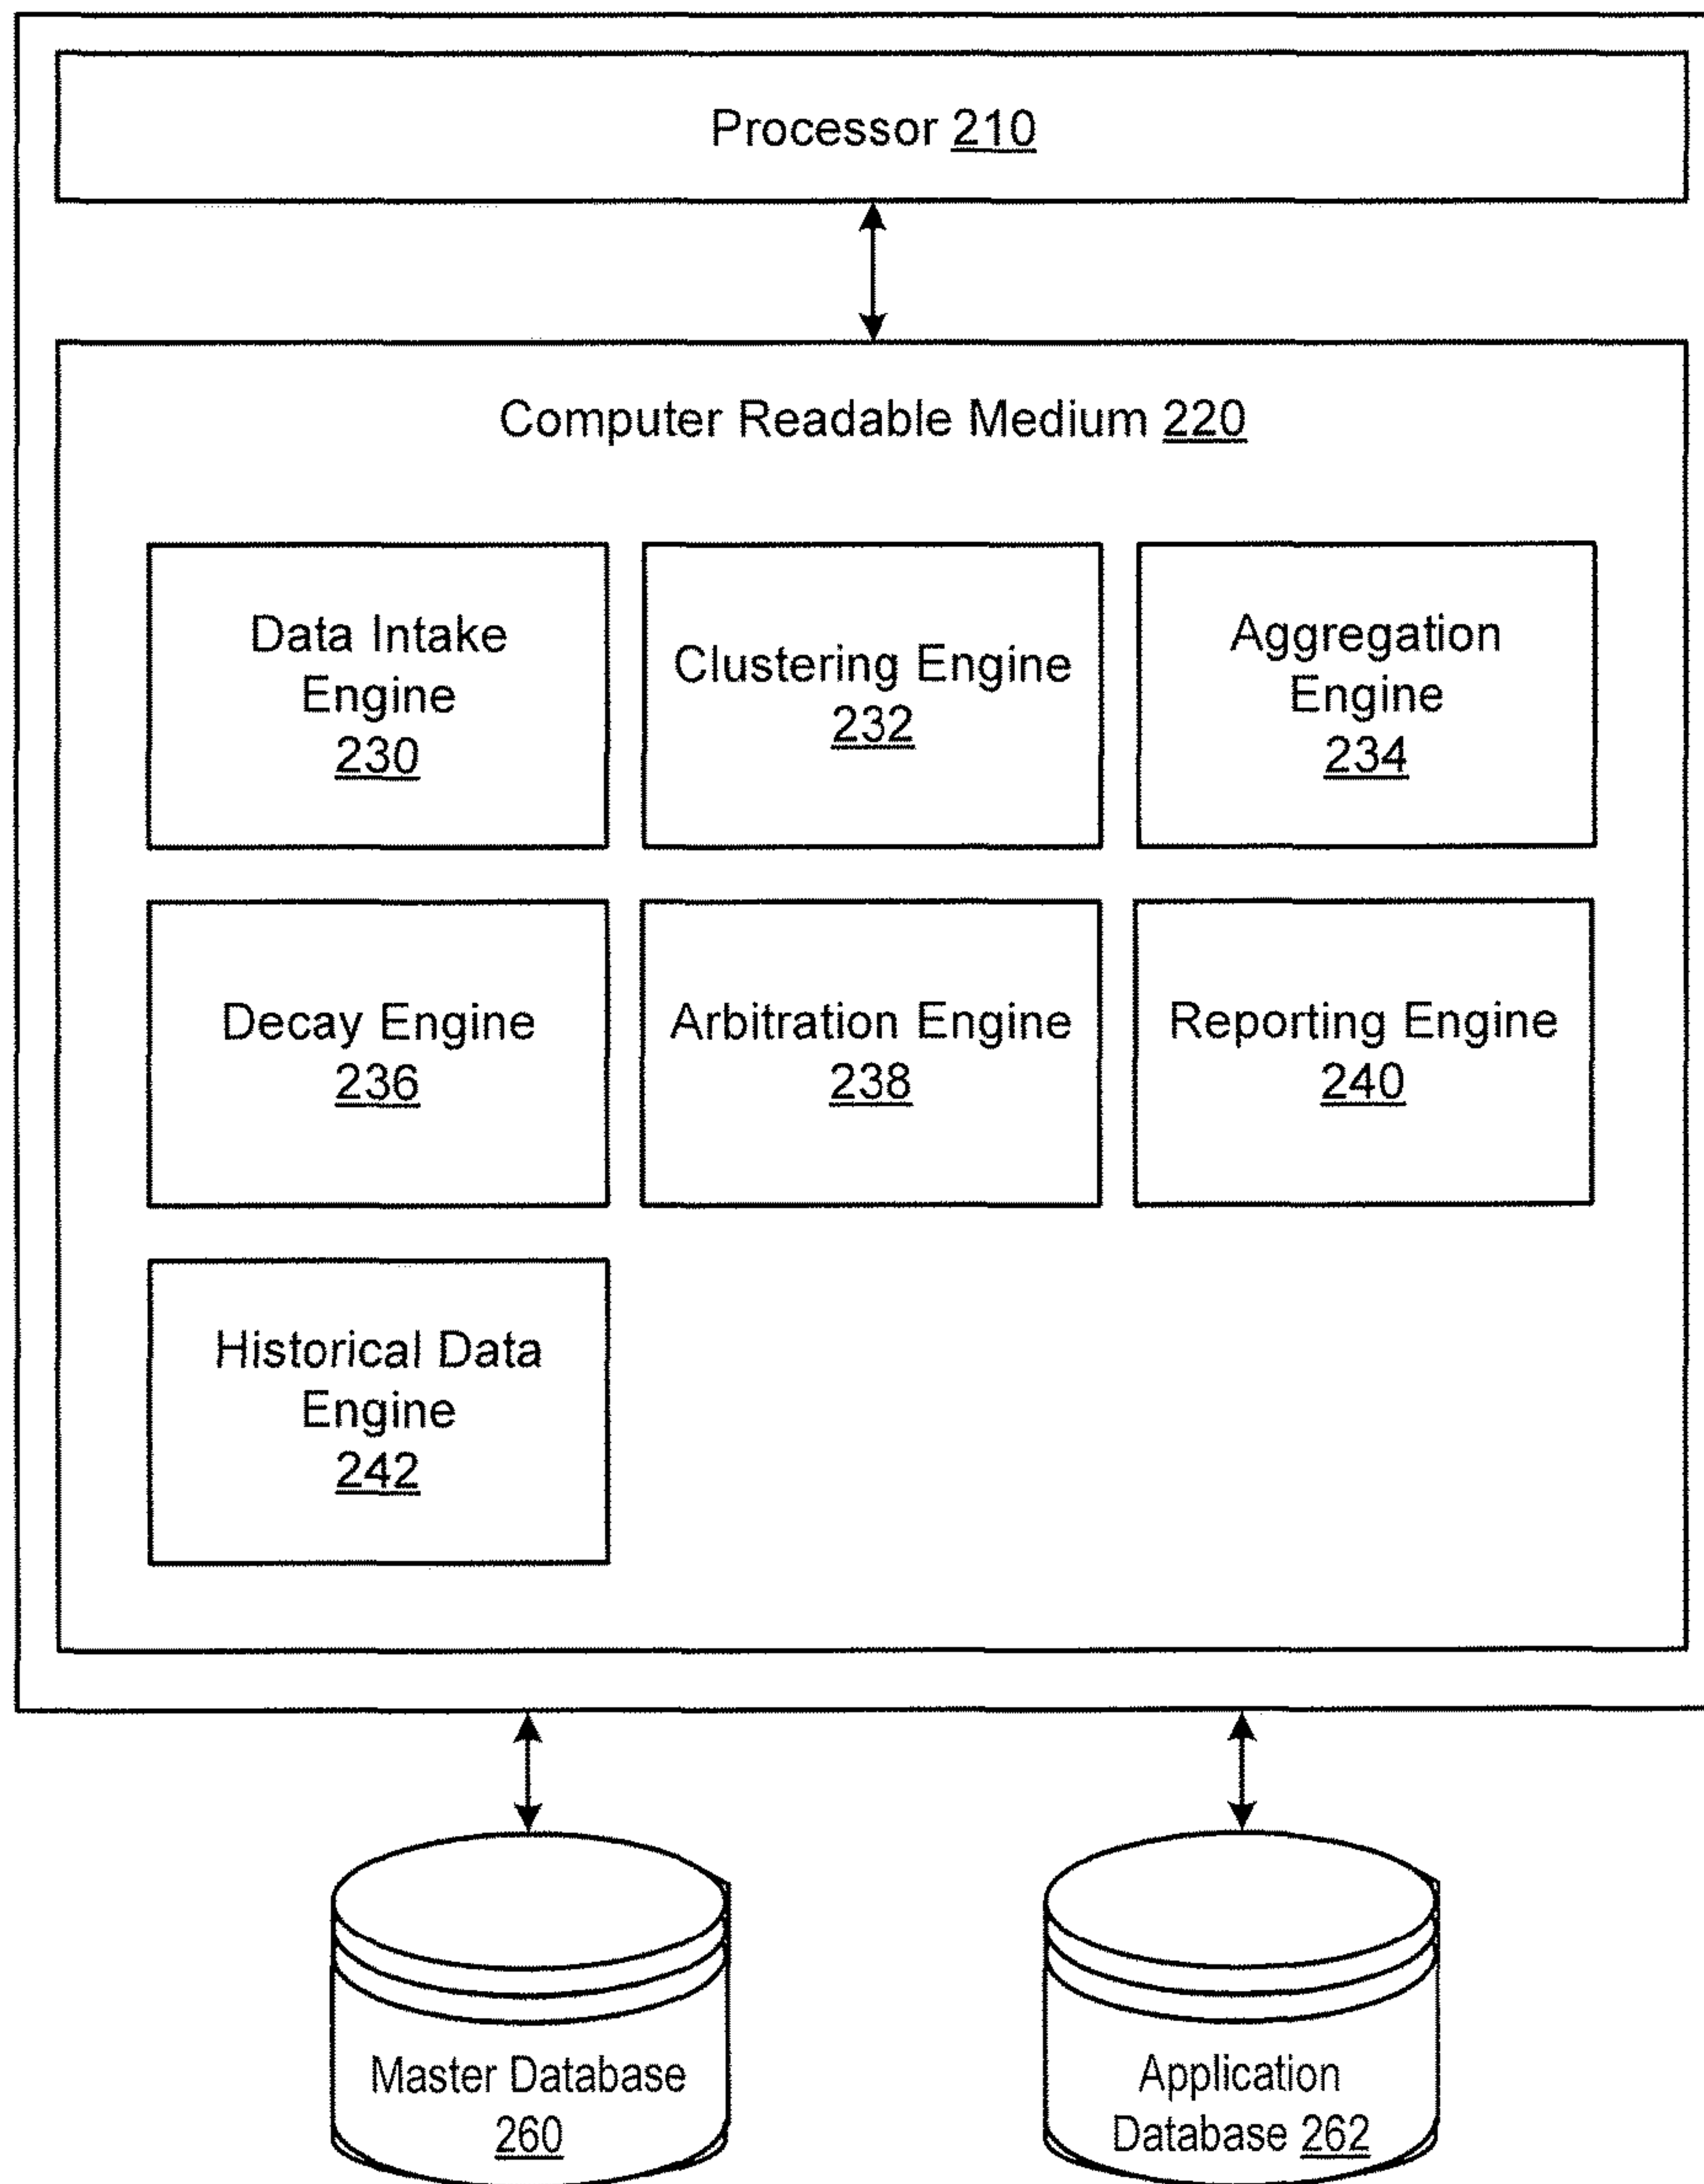 Processor 210
Computer Readable Medium 220
Data Intake
Engine
230
Clustering Engine
232
Aggregation
Engine
234
Decay Engine
236
Arbitration Engine
238
Reporting Engine
240
Historical Data
Engine
242
Master Database
260
Application
Database 262